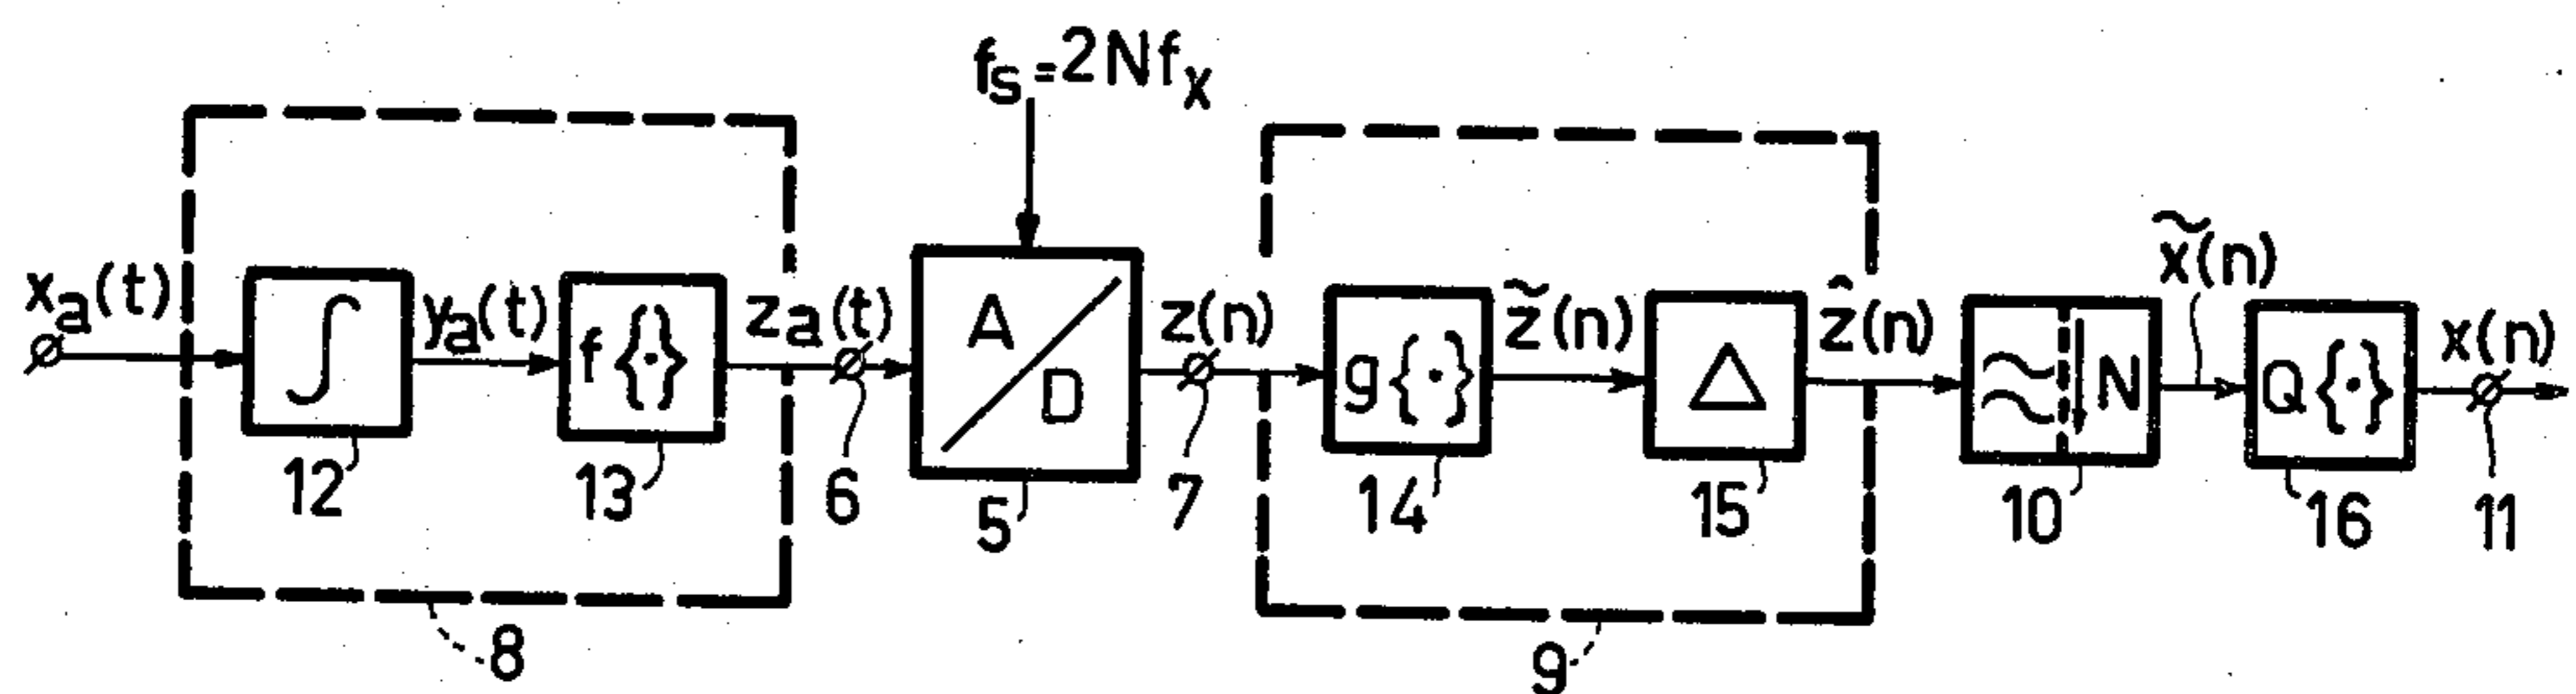 fs=2Nfx
xa(t)
∫
ya(t)
f{·}
za(t)
A/D
z(n)
g{·}
z̃(n)
Δ
ẑ(n)
≈ ↓N
x̃(n)
Q{·}
x(n)
12
13
6
5
7
14
15
10
16
11
8
9